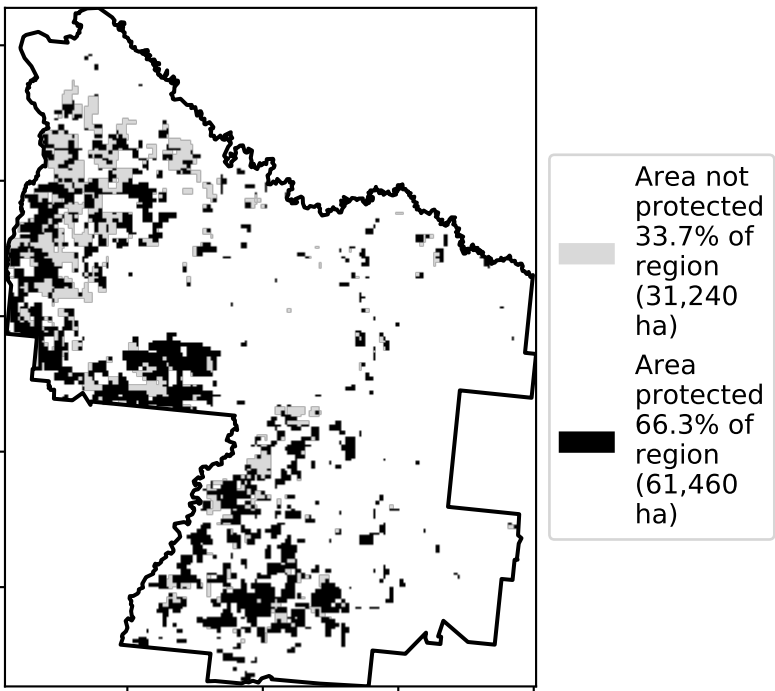 Area not
protected
33.7% of
region
(31,240
ha)
Area
protected
66.3% of
region
(61,460
ha)